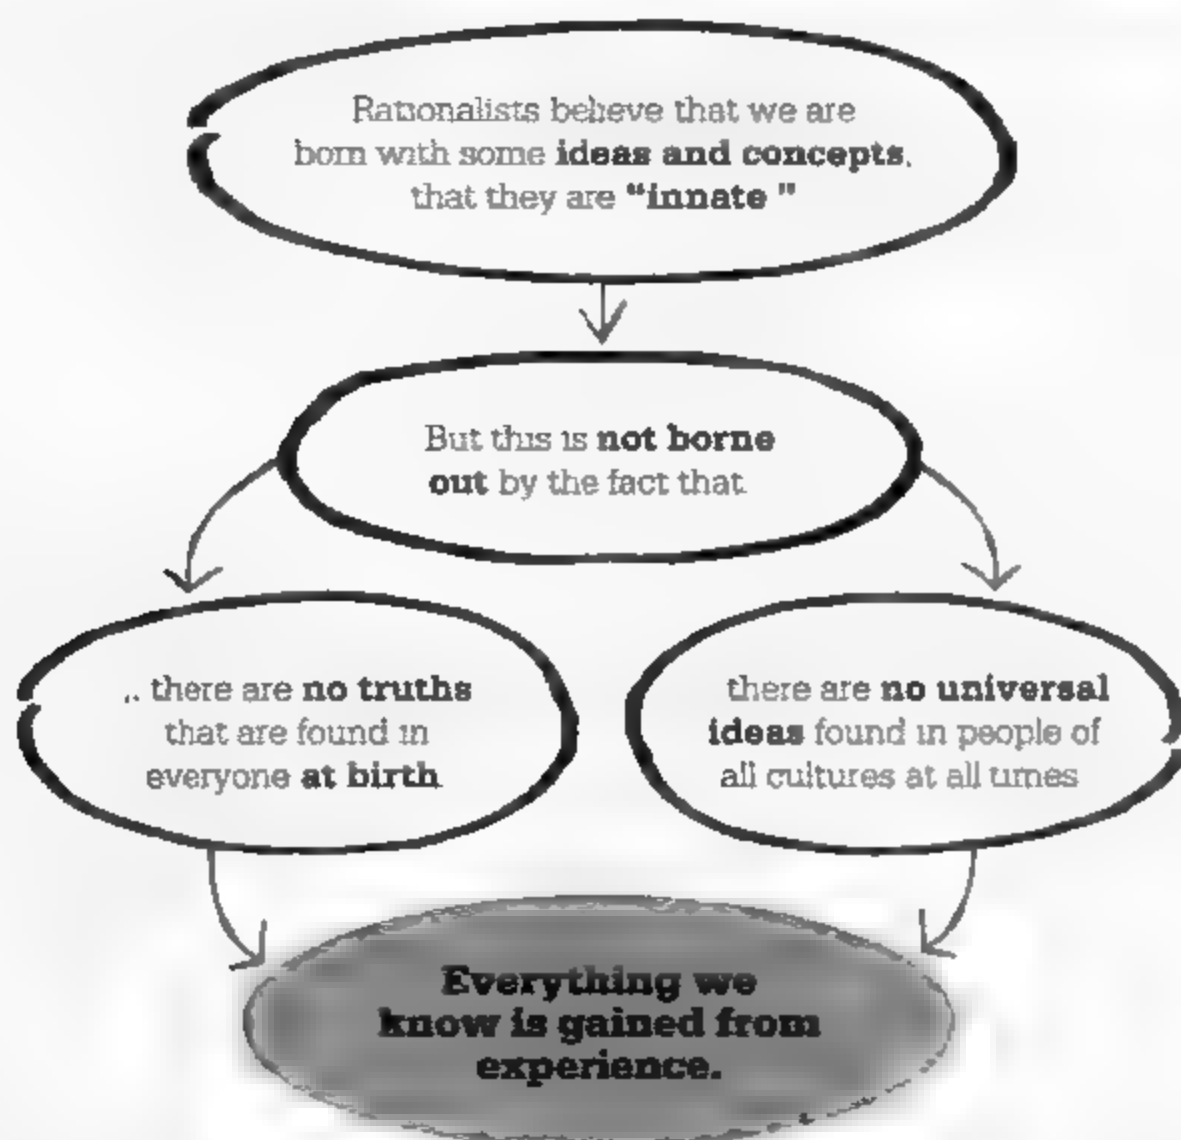 Rationalists believe that we are
born with some ideas and concepts,
that they are "innate "
But this is not borne
out by the fact that
.. there are no truths
that are found in
everyone at birth
there are no universal
ideas found in people of
all cultures at all times
Everything we
know is gained from
experience.